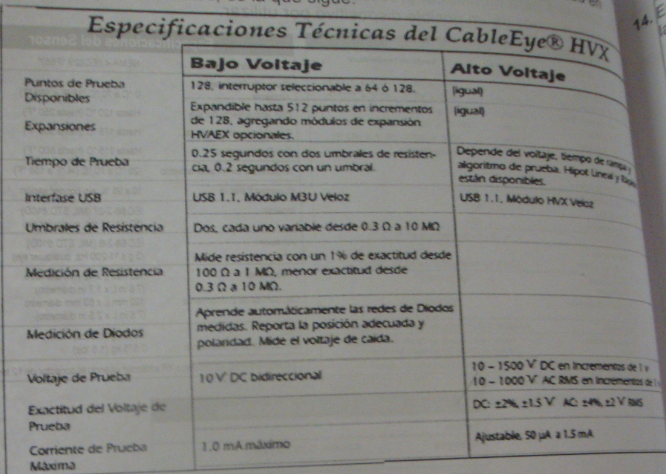 es la que sigue.
en
14.
Especificaciones Técnicas del CableEye® HVX
Bajo Voltaje
Alto Voltaje
Puntos de Prueba
Disponibles
128, interruptor seleccionable a 64 ó 128.
(igual)
Expansiones
Expandible hasta 512 puntos en incrementos
de 128, agregando módulos de expansión
HVAEX opcionales.
(igual)
Tiempo de Prueba
0.25 segundos con dos umbrales de resisten-
cia, 0.2 segundos con un umbral.
Depende del voltaje, tiempo de rampa y
algoritmo de prueba. Hipot Lineal y
están disponibles.
Interfase USB
USB 1.1, Módulo M3U Veloz
USB 1.1, Módulo HVX Veloz
Umbrales de Resistencia
Dos, cada uno variable desde 0.3 Ω a 10 MΩ
Medición de Resistencia
Mide resistencia con un 1% de exactitud desde
100 Ω a 1 MΩ, menor exactitud desde
0.3 Ω a 10 MΩ.
Medición de Diodos
Aprende automáticamente las redes de Diodos
medidas. Reporta la posición adecuada y
polaridad. Mide el voltaje de caída.
Voltaje de Prueba
10 V DC bidireccional
10 – 1500 V DC en incrementos de 1 v
10 – 1000 V AC RMS en incrementos de 1
Exactitud del Voltaje de
Prueba
DC: ±2%, ±1.5 V AC: ±4%, ±2 V RMS
Corriente de Prueba
Máxima
1.0 mA máximo
Ajustable, 50 µA a 1.5 mA